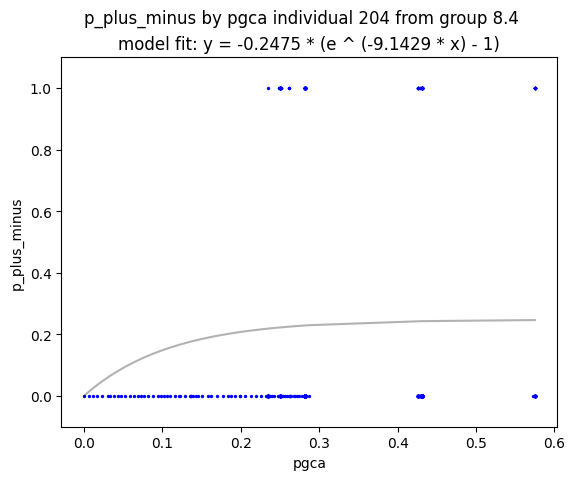 p_plus_minus by pgca individual 204 from group 8.4
model fit: y = -0.2475 * (e ^ (-9.1429 * x) - 1)
1.0
0.8
0.6
0.4
0.2
0.0
p_plus_minus
0.0 0.1 0.2 0.3 0.4 0.5 0.6
pgca